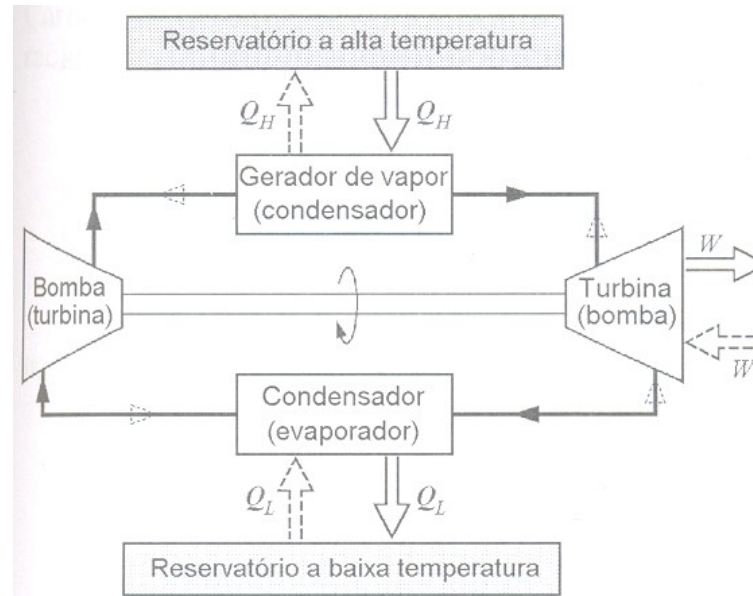 Reservatório a alta temperatura
Q_H
Q_H
Gerador de vapor
(condensador)
Bomba
(turbina)
Turbina
(bomba)
W
W
Condensador
(evaporador)
Q_L
Q_L
Reservatório a baixa temperatura